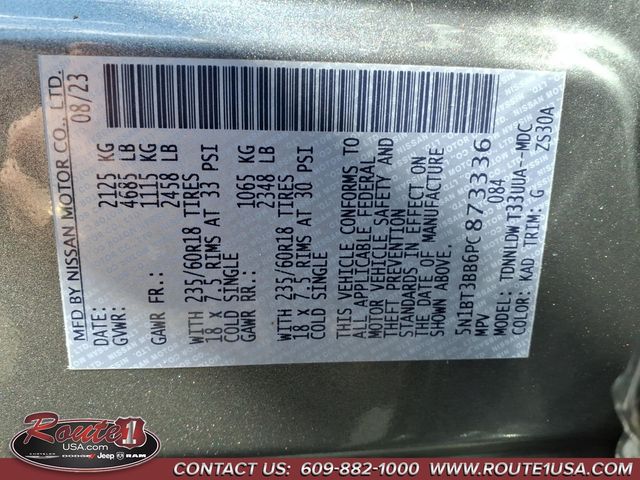 MFD BY NISSAN MOTOR CO., LTD.
DATE: 08/23
GVWR: 2125 KG
4685 LB
GAWR FR.: 1115 KG
2458 LB
WITH 235/60R18 TIRES
18 x 7.5 RIMS AT 33 PSI
COLD SINGLE
GAWR RR.: 1065 KG
2348 LB
WITH 235/60R18 TIRES
18 x 7.5 RIMS AT 30 PSI
COLD SINGLE
THIS VEHICLE CONFORMS TO
ALL APPLICABLE FEDERAL
MOTOR VEHICLE SAFETY AND
THEFT PREVENTION
STANDARDS IN EFFECT ON
THE DATE OF MANUFACTURE
SHOWN ABOVE.
5N1BT3BB6PC873336
MPV 084
MODEL: TDNNLDWT33UUA--MDC
COLOR: KAD TRIM: G ZS30A
Route 1
USA.com
CHRYSLER DODGE Jeep RAM
CONTACT US: 609-882-1000 WWW.ROUTE1USA.COM